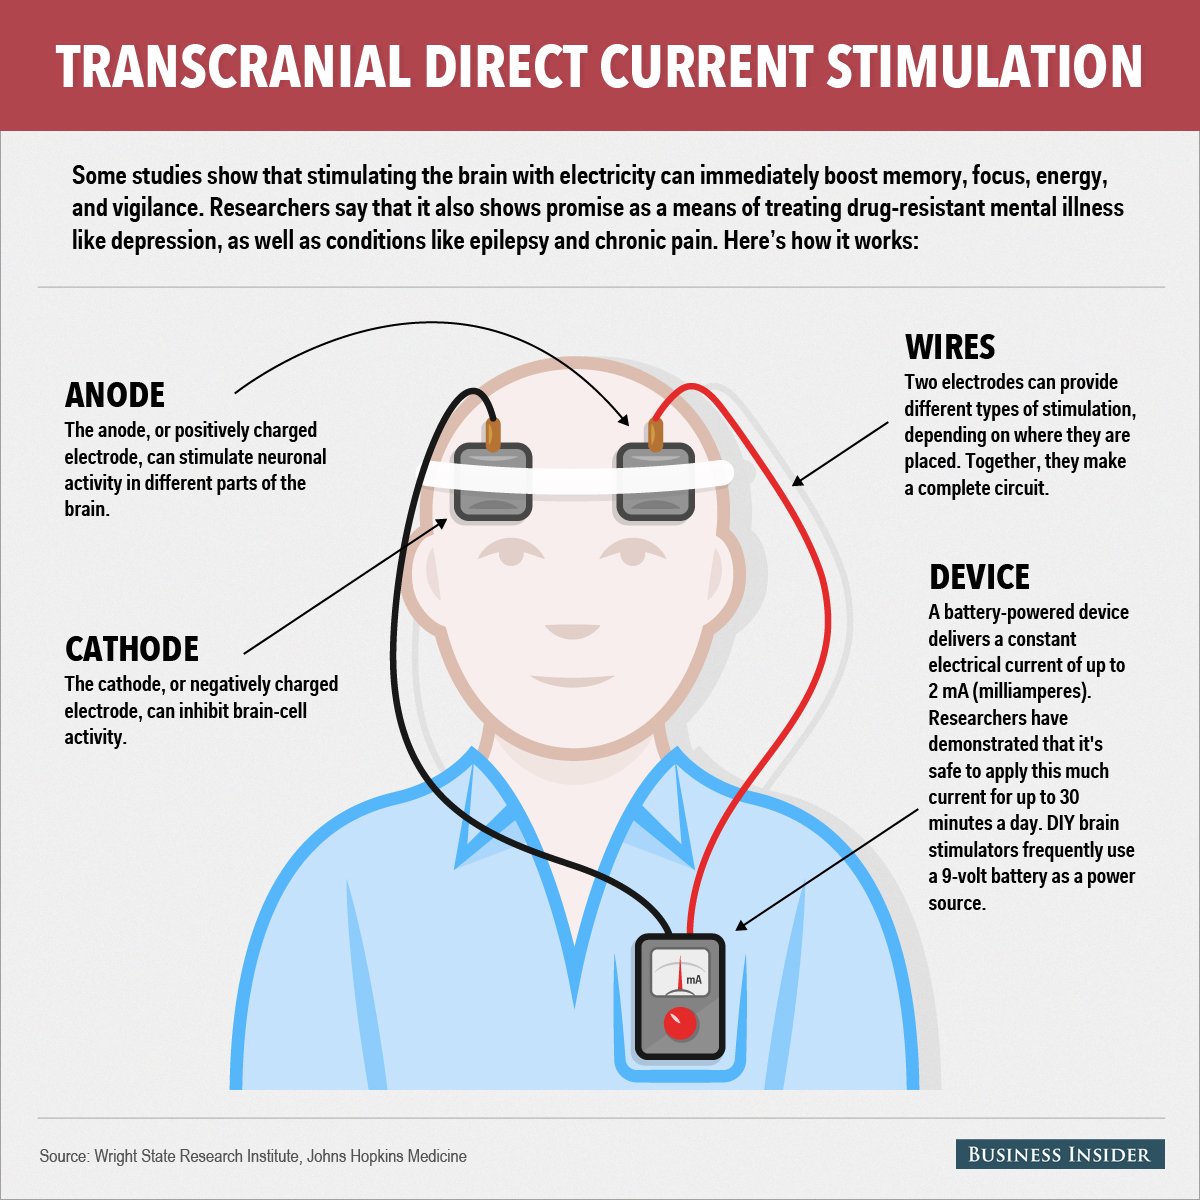 TRANSCRANIAL DIRECT CURRENT STIMULATION
Some studies show that stimulating the brain with electricity can immediately boost memory, focus, energy,
and vigilance. Researchers say that it also shows promise as a means of treating drug-resistant mental illness
like depression, as well as conditions like epilepsy and chronic pain. Here's how it works:
ANODE
The anode, or positively charged
electrode, can stimulate neuronal
activity in different parts of the
brain.
CATHODE
The cathode, or negatively charged
electrode, can inhibit brain-cell
activity.
WIRES
Two electrodes can provide
different types of stimulation,
depending on where they are
placed. Together, they make
a complete circuit.
DEVICE
A battery-powered device
delivers a constant
electrical current of up to
2 mA (milliamperes).
Researchers have
demonstrated that it's
safe to apply this much
current for up to 30
minutes a day. DIY brain
stimulators frequently use
a 9-volt battery as a power
source.
mA
Source: Wright State Research Institute, Johns Hopkins Medicine
BUSINESS INSIDER